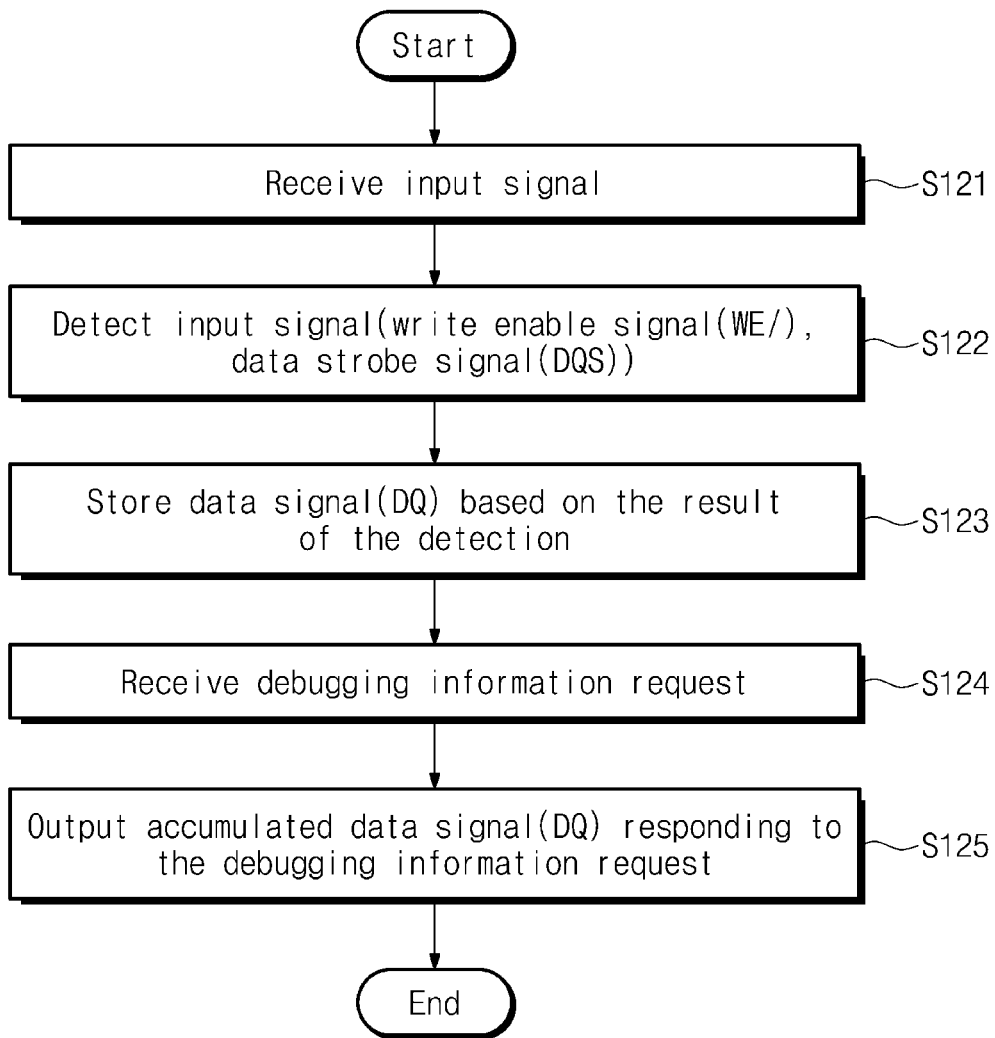 Start
Receive input signal
S121
Detect input signal(write enable signal(WE/),
data strobe signal(DQS))
S122
Store data signal(DQ) based on the result
of the detection
S123
Receive debugging information request
S124
Output accumulated data signal(DQ) responding to
the debugging information request
S125
End